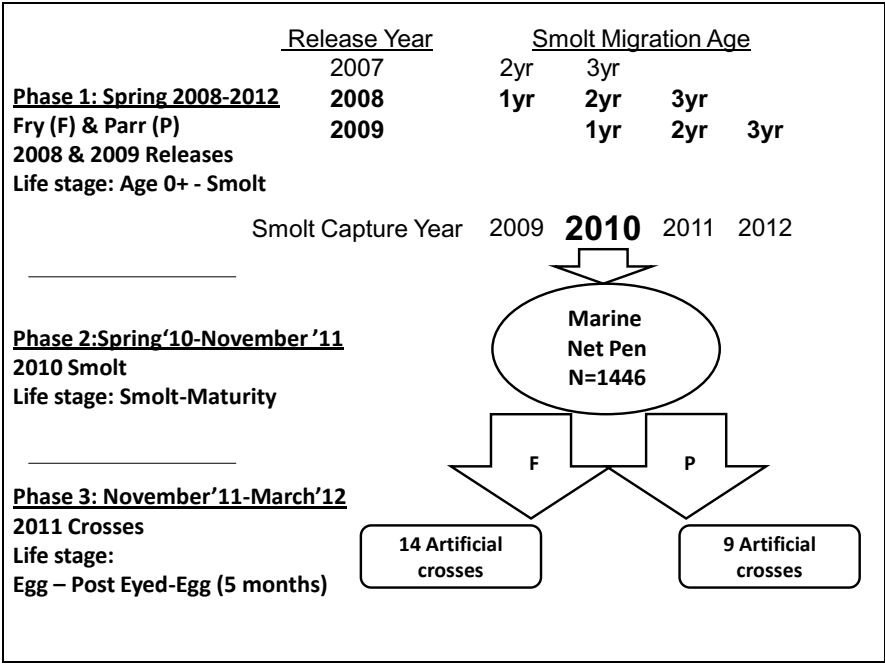 Release Year Smolt Migration Age
2007 2yr 3yr
Phase 1: Spring 2008-2012 2008 1yr 2yr 3yr
Fry (F) & Parr (P) 2009 1yr 2yr 3yr
2008 & 2009 Releases
Life stage: Age 0+ - Smolt
Smolt Capture Year 2009 2010 2011 2012
Marine
Net Pen
N=1446
Phase 2:Spring‘10-November ’11
2010 Smolt
Life stage: Smolt-Maturity
F P
Phase 3: November’11-March’12
2011 Crosses
Life stage:
Egg – Post Eyed-Egg (5 months)
14 Artificial
crosses
9 Artificial
crosses